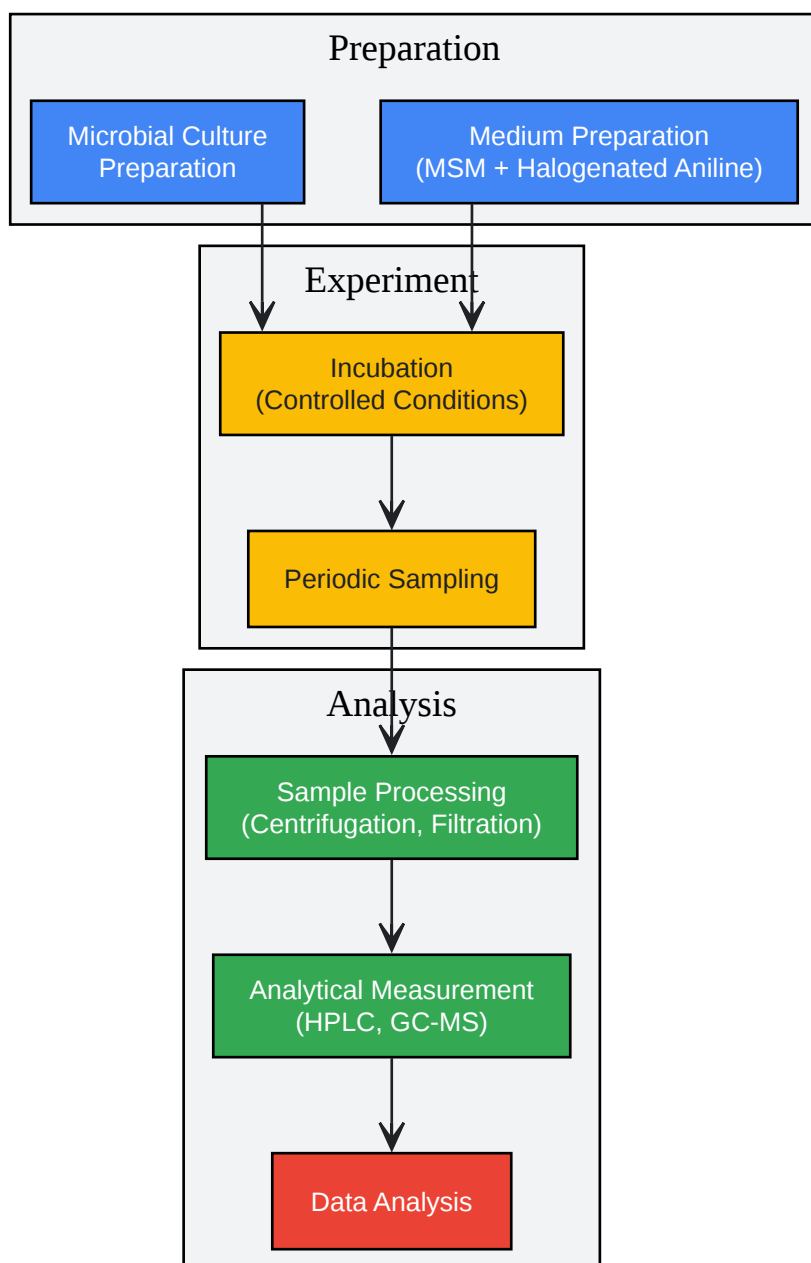 Preparation
Microbial Culture
Preparation
Medium Preparation
(MSM + Halogenated Aniline)
Experiment
Incubation
(Controlled Conditions)
Periodic Sampling
Analysis
Sample Processing
(Centrifugation, Filtration)
Analytical Measurement
(HPLC, GC-MS)
Data Analysis